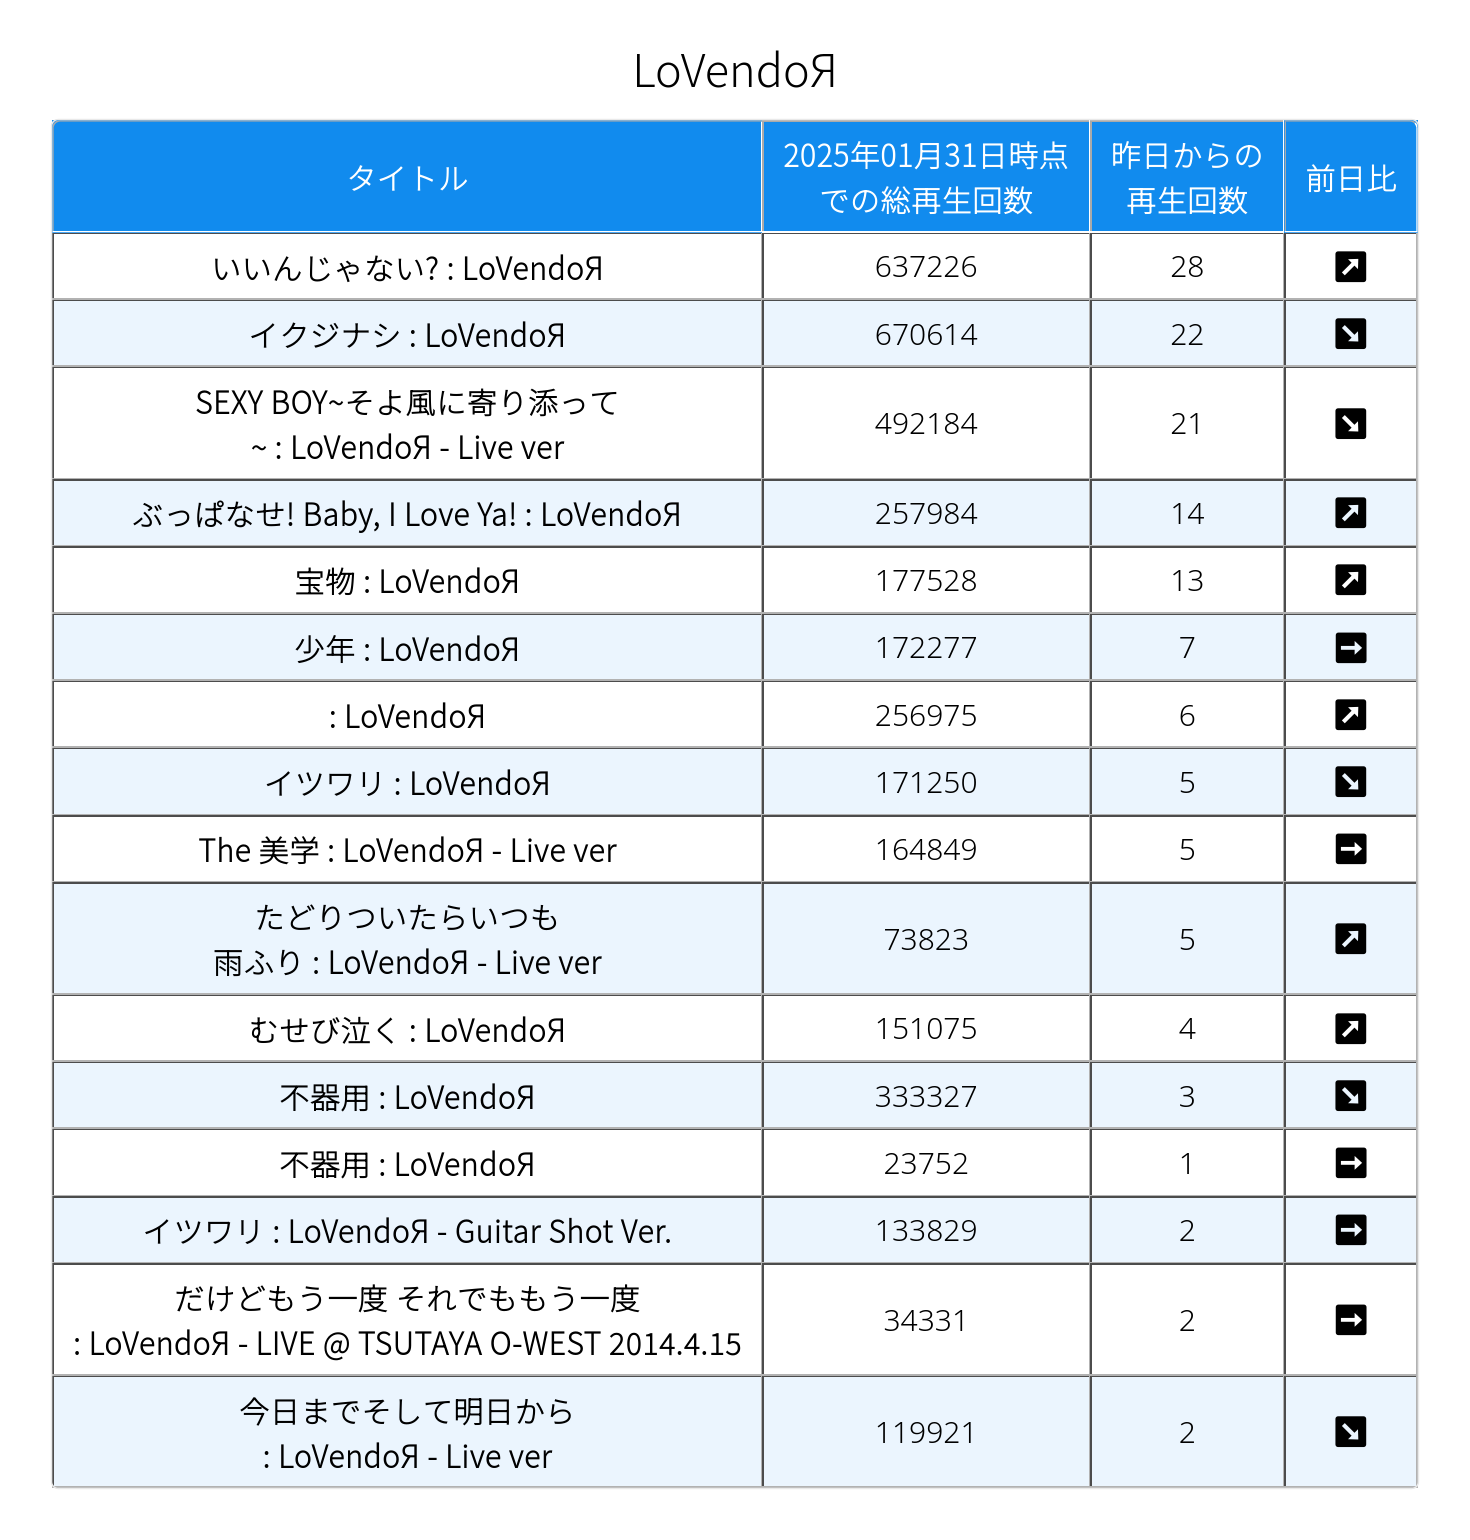 LoVendoЯ
タイトル
2025年01月31日時点
での総再生回数
昨日からの
再生回数
前日比
いいんじゃない? : LoVendoЯ
637226
28
イクジナシ : LoVendoЯ
670614
22
SEXY BOY~そよ風に寄り添って
~ : LoVendoЯ - Live ver
492184
21
ぶっぱなせ! Baby, I Love Ya! : LoVendoЯ
257984
14
宝物 : LoVendoЯ
177528
13
少年 : LoVendoЯ
172277
7
: LoVendoЯ
256975
6
イツワリ : LoVendoЯ
171250
5
The 美学 : LoVendoЯ - Live ver
164849
5
たどりついたらいつも
雨ふり : LoVendoЯ - Live ver
73823
5
むせび泣く : LoVendoЯ
151075
4
不器用 : LoVendoЯ
333327
3
不器用 : LoVendoЯ
23752
1
イツワリ : LoVendoЯ - Guitar Shot Ver.
133829
2
だけどもう一度 それでももう一度
: LoVendoЯ - LIVE @ TSUTAYA O-WEST 2014.4.15
34331
2
今日までそして明日から
: LoVendoЯ - Live ver
119921
2